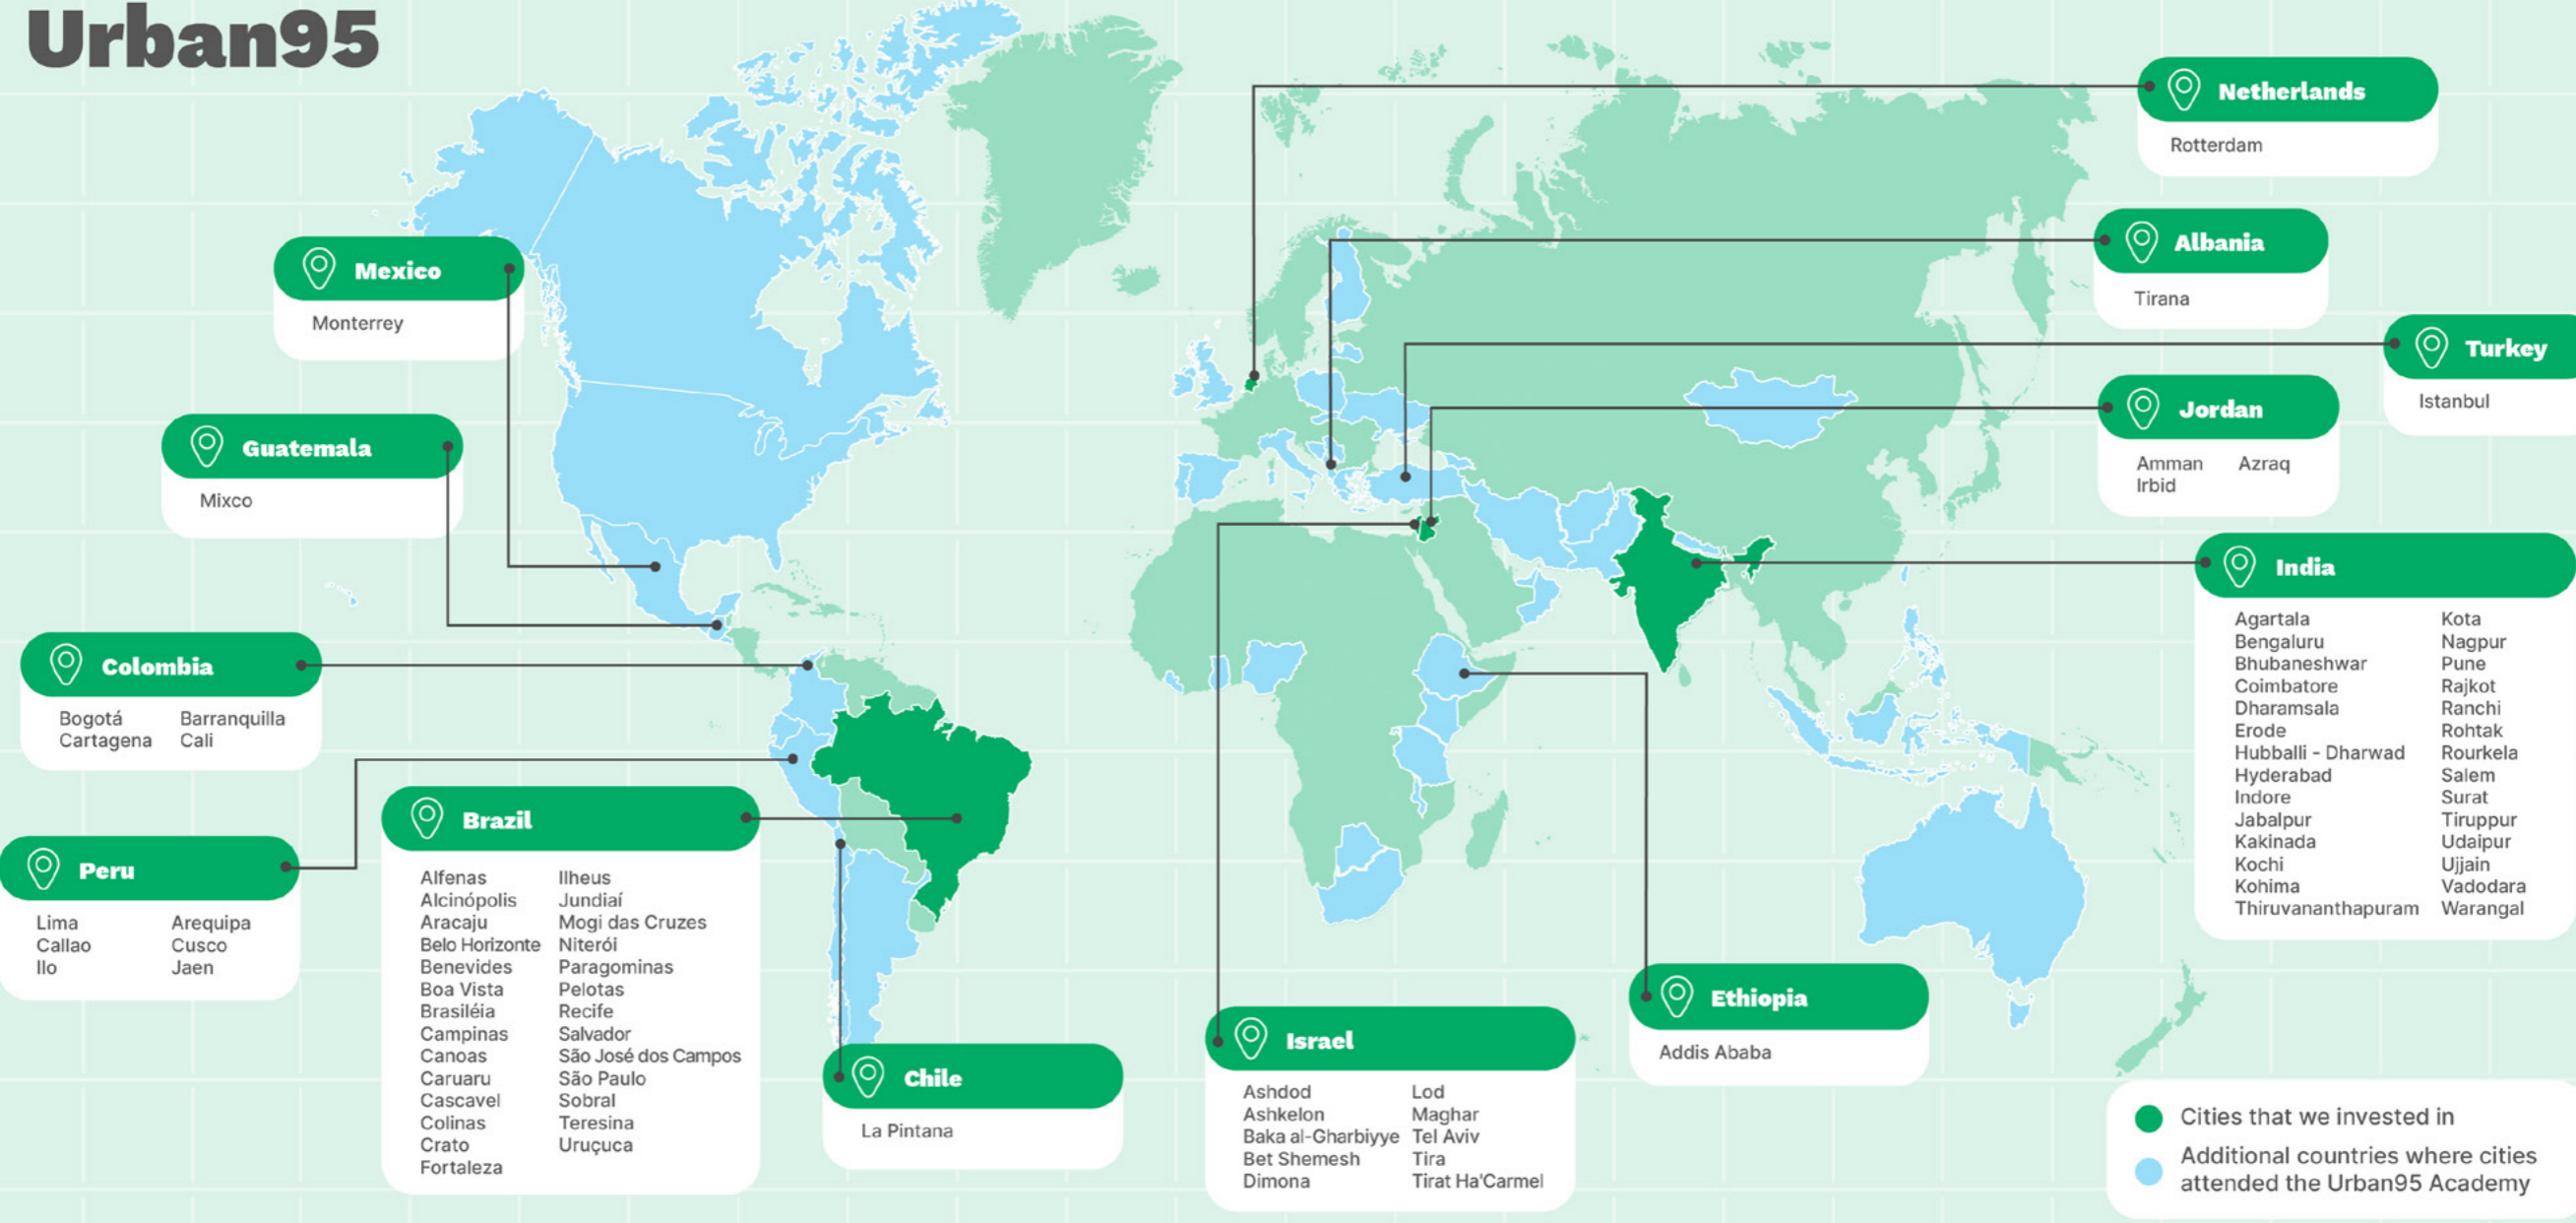 Urban95
Netherlands
Rotterdam
Albania
Tirana
Mexico
Monterrey
Turkey
Istanbul
Jordan
Amman Azraq
Irbid
Guatemala
Mixco
India
Agartala Kota
Bengaluru Nagpur
Bhubaneshwar Pune
Coimbatore Rajkot
Dharamsala Ranchi
Erode Rohtak
Hubballi - Dharwad Rourkela
Hyderabad Salem
Indore Surat
Jabalpur Tiruppur
Kakinada Udaipur
Kochi Ujjain
Kohima Vadodara
Thiruvananthapuram Warangal
Colombia
Bogotá Barranquilla
Cartagena Cali
Peru
Lima Arequipa
Callao Cusco
Ilo Jaen
Brazil
Alfenas Ilheus
Alcinópolis Jundiaí
Aracaju Mogi das Cruzes
Belo Horizonte Niterói
Benevides Paragominas
Boa Vista Pelotas
Brasiléia Recife
Campinas Salvador
Canoas São José dos Campos
Caruaru São Paulo
Cascavel Sobral
Colinas Teresina
Crato Uruçuca
Fortaleza
Chile
La Pintana
Israel
Ashdod Lod
Ashkelon Maghar
Baka al-Gharbiyye Tel Aviv
Bet Shemesh Tira
Dimona Tirat Ha'Carmel
Ethiopia
Addis Ababa
Cities that we invested in
Additional countries where cities
attended the Urban95 Academy